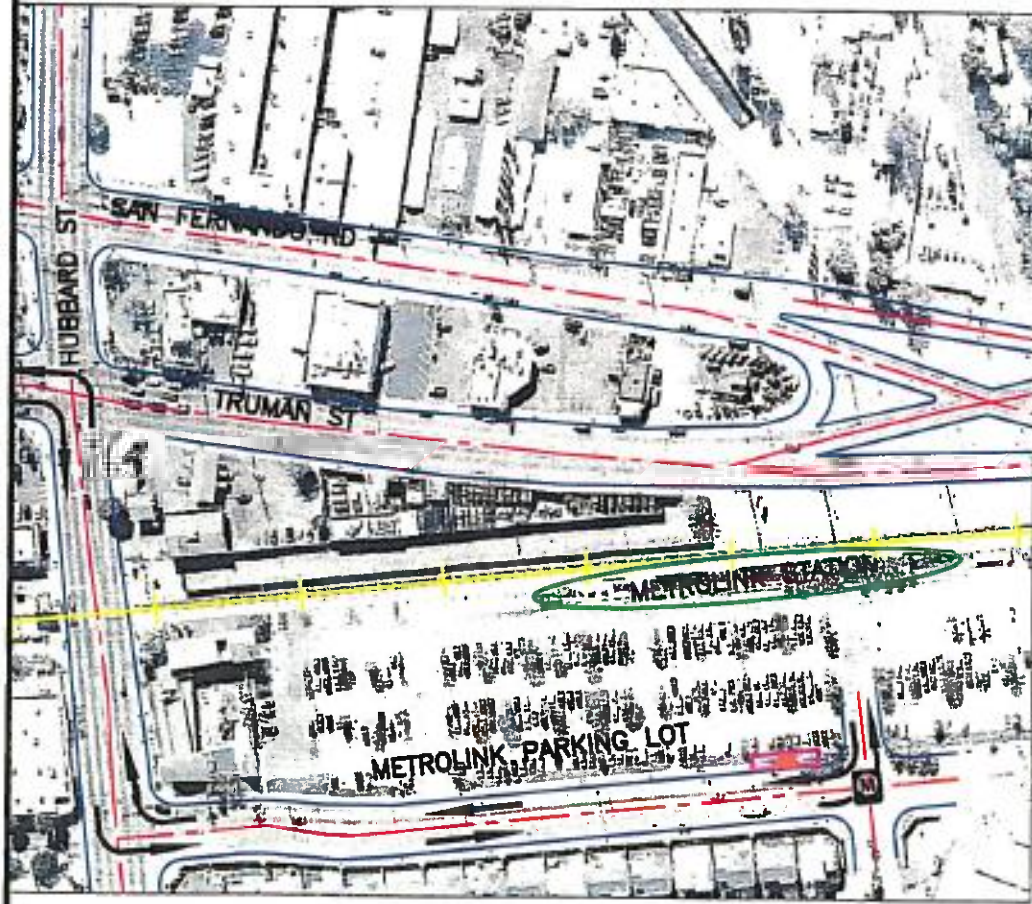 SAN FERNANDO RD
HUBBARD ST
TRUMAN ST
METROLINK STATION
METROLINK PARKING LOT
M